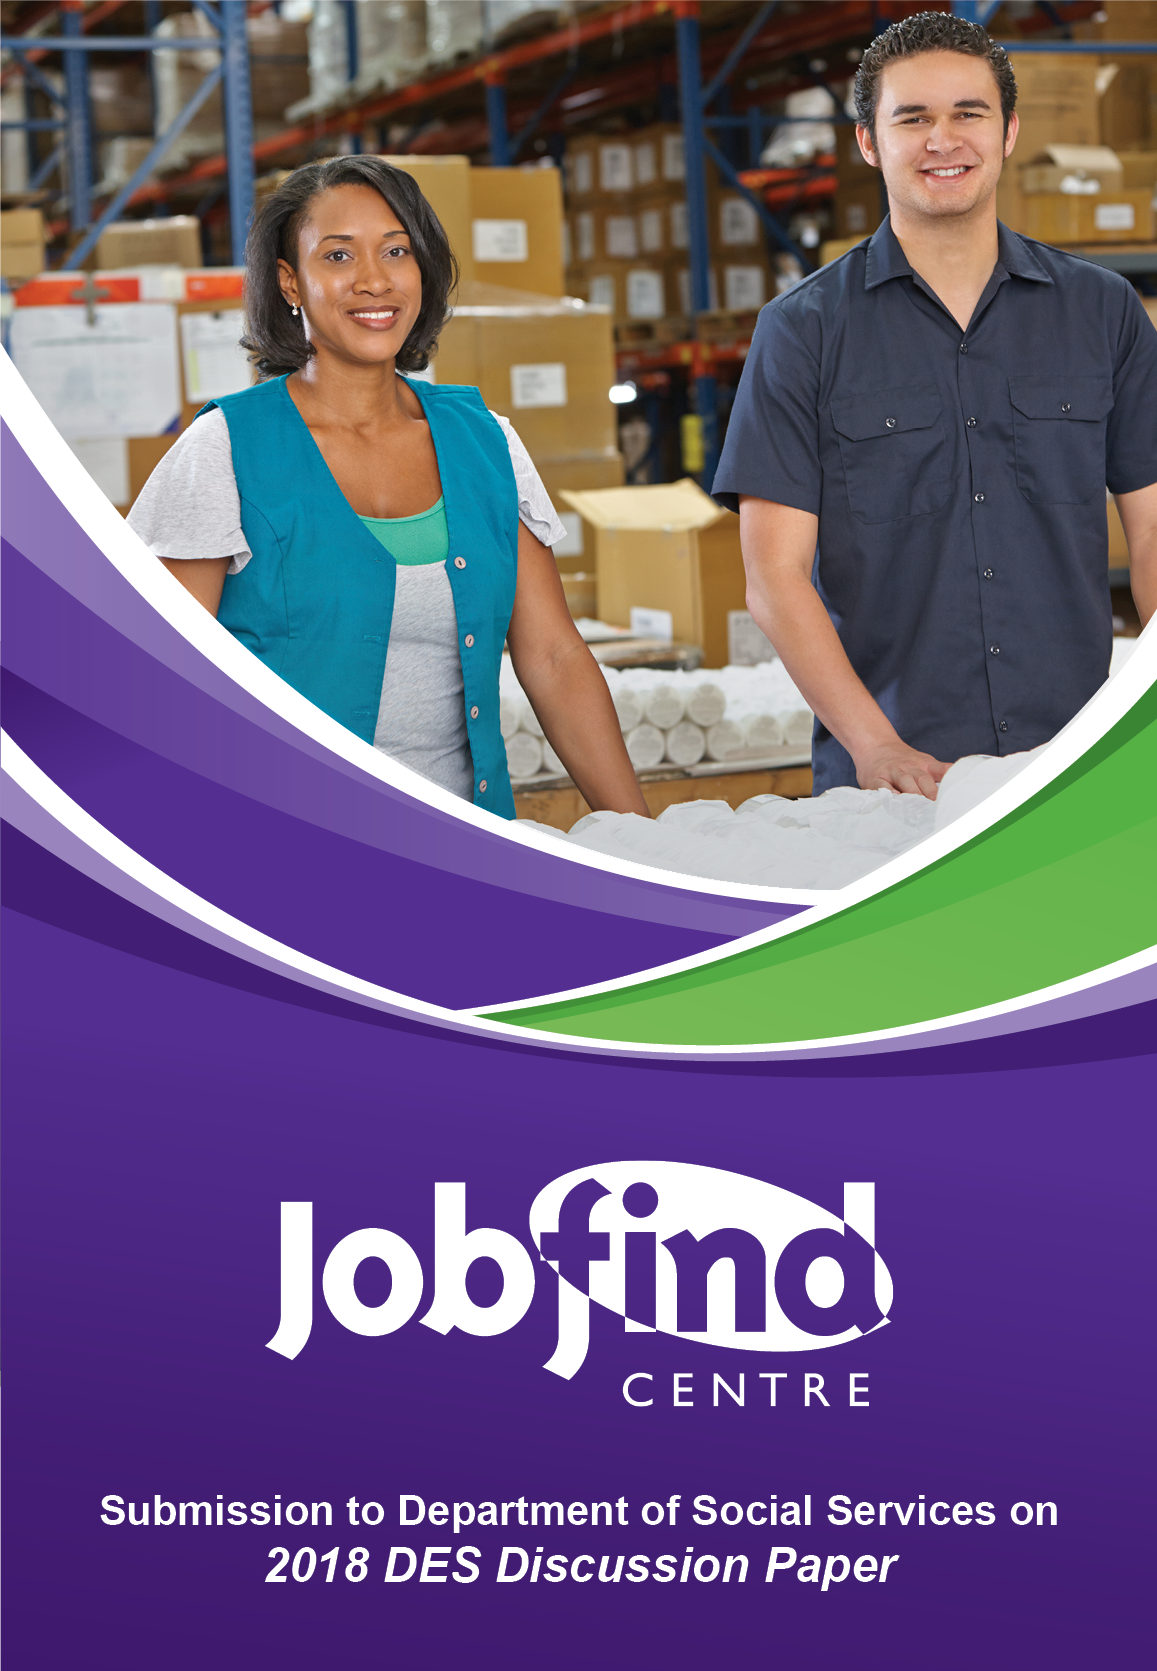 Jobfind
CENTRE
Submission to Department of Social Services on
2018 DES Discussion Paper